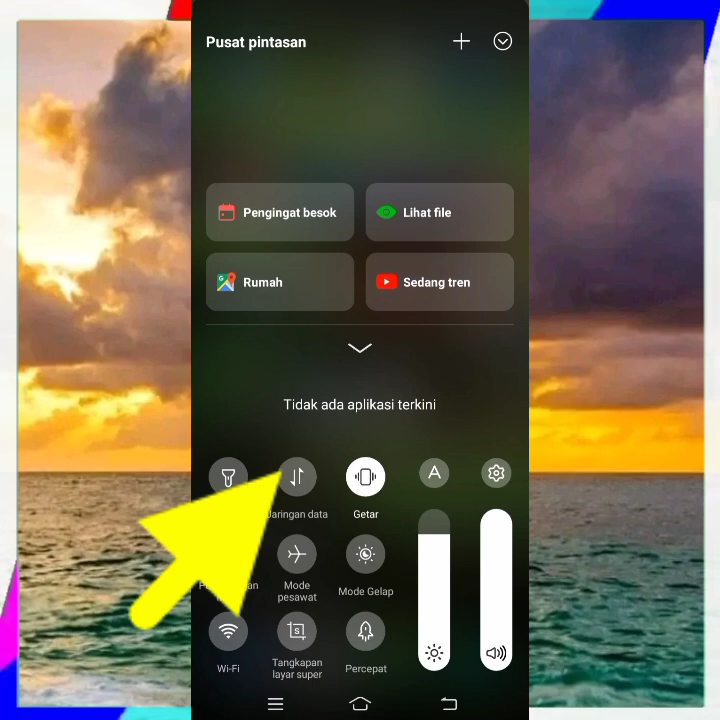 Pusat pintasan
Pengingat besok
Lihat file
Rumah
Sedang tren
Tidak ada aplikasi terkini
A
Jaringan data
Getar
Mode
pesawat
Mode Gelap
Wi-Fi
S
Tangkapan
layar super
Percepat